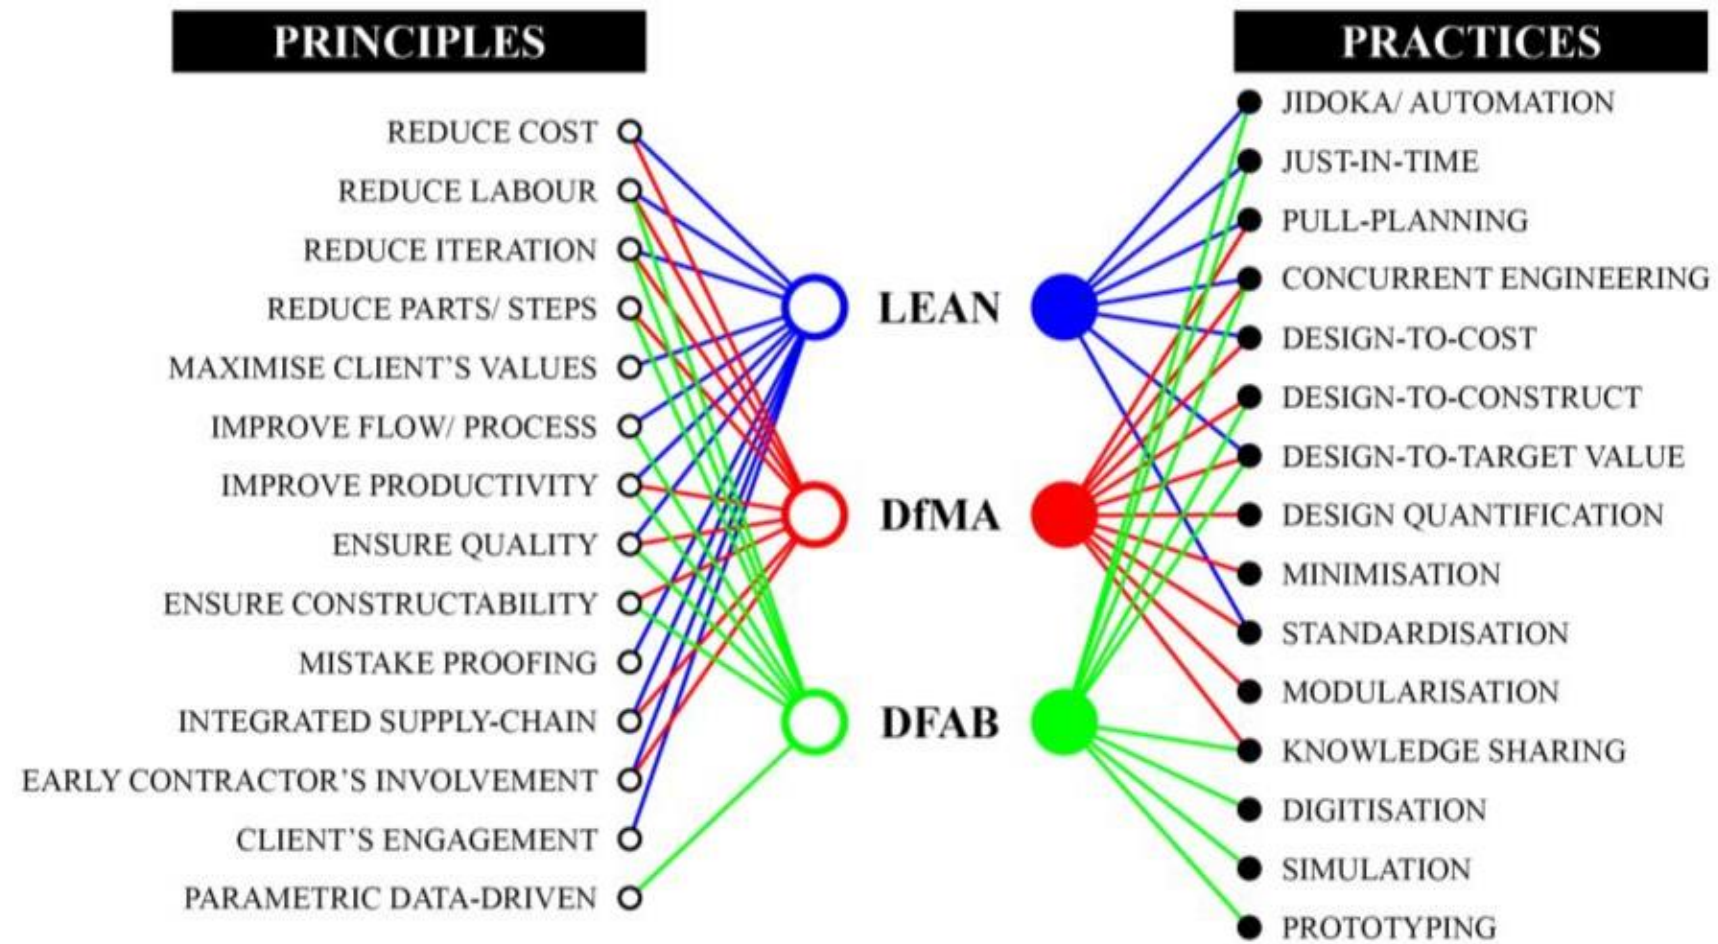 PRINCIPLES
REDUCE COST
REDUCE LABOUR
REDUCE ITERATION
REDUCE PARTS/ STEPS
MAXIMISE CLIENT’S VALUES
IMPROVE FLOW/ PROCESS
IMPROVE PRODUCTIVITY
ENSURE QUALITY
ENSURE CONSTRUCTABILITY
MISTAKE PROOFING
INTEGRATED SUPPLY-CHAIN
EARLY CONTRACTOR’S INVOLVEMENT
CLIENT’S ENGAGEMENT
PARAMETRIC DATA-DRIVEN
LEAN
DfMA
DFAB
PRACTICES
JIDOKA/ AUTOMATION
JUST-IN-TIME
PULL-PLANNING
CONCURRENT ENGINEERING
DESIGN-TO-COST
DESIGN-TO-CONSTRUCT
DESIGN-TO-TARGET VALUE
DESIGN QUANTIFICATION
MINIMISATION
STANDARDISATION
MODULARISATION
KNOWLEDGE SHARING
DIGITISATION
SIMULATION
PROTOTYPING